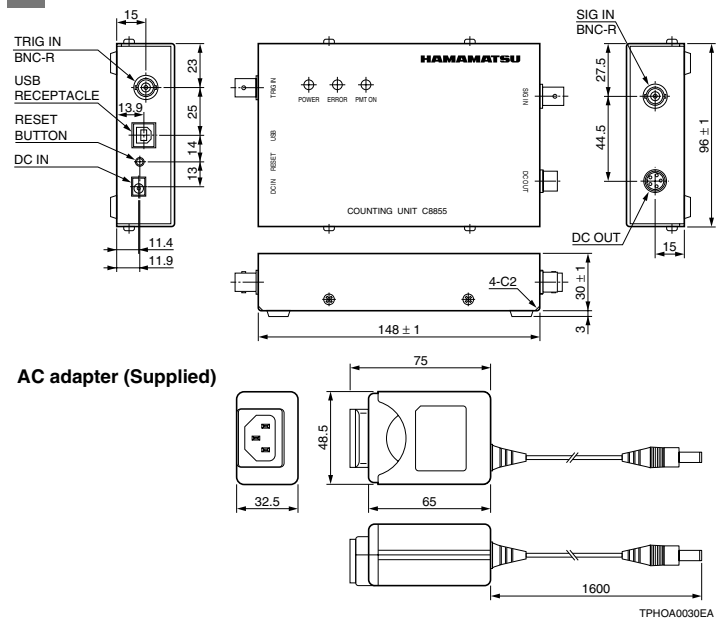 15
TRIG IN
BNC-R
USB
RECEPTACLE
13.9
RESET
BUTTON
DC IN
23
25
14
13
11.4
11.9
HAMAMATSU
TRIG IN
POWER
ERROR
PMT ON
SIG IN
USB
RESET
DC IN
DC OUT
COUNTING UNIT C8855
SIG IN
BNC-R
27.5
44.5
96 ± 1
DC OUT
15
4-C2
30 ± 1
3
148 ± 1
AC adapter (Supplied)
75
48.5
32.5
65
1600
TPHOA0030EA